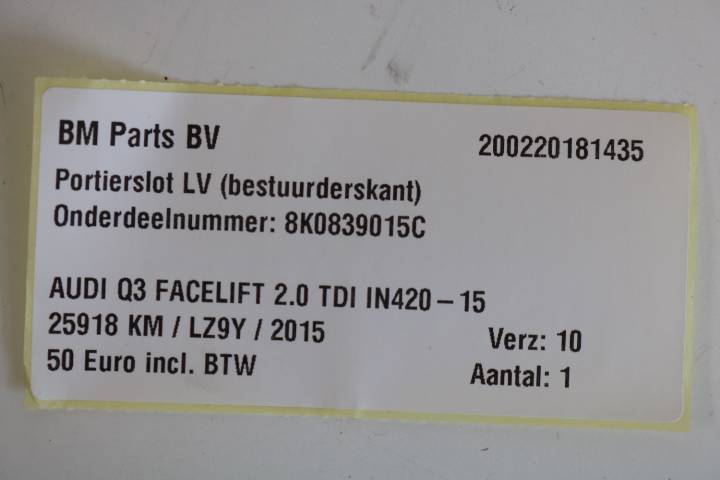 BM Parts BV 200220181435
Portierslot LV (bestuurderskant)
Onderdeelnummer: 8K0839015C
AUDI Q3 FACELIFT 2.0 TDI IN420-15
25918 KM / LZ9Y / 2015 Verz: 10
50 Euro incl. BTW Aantal: 1